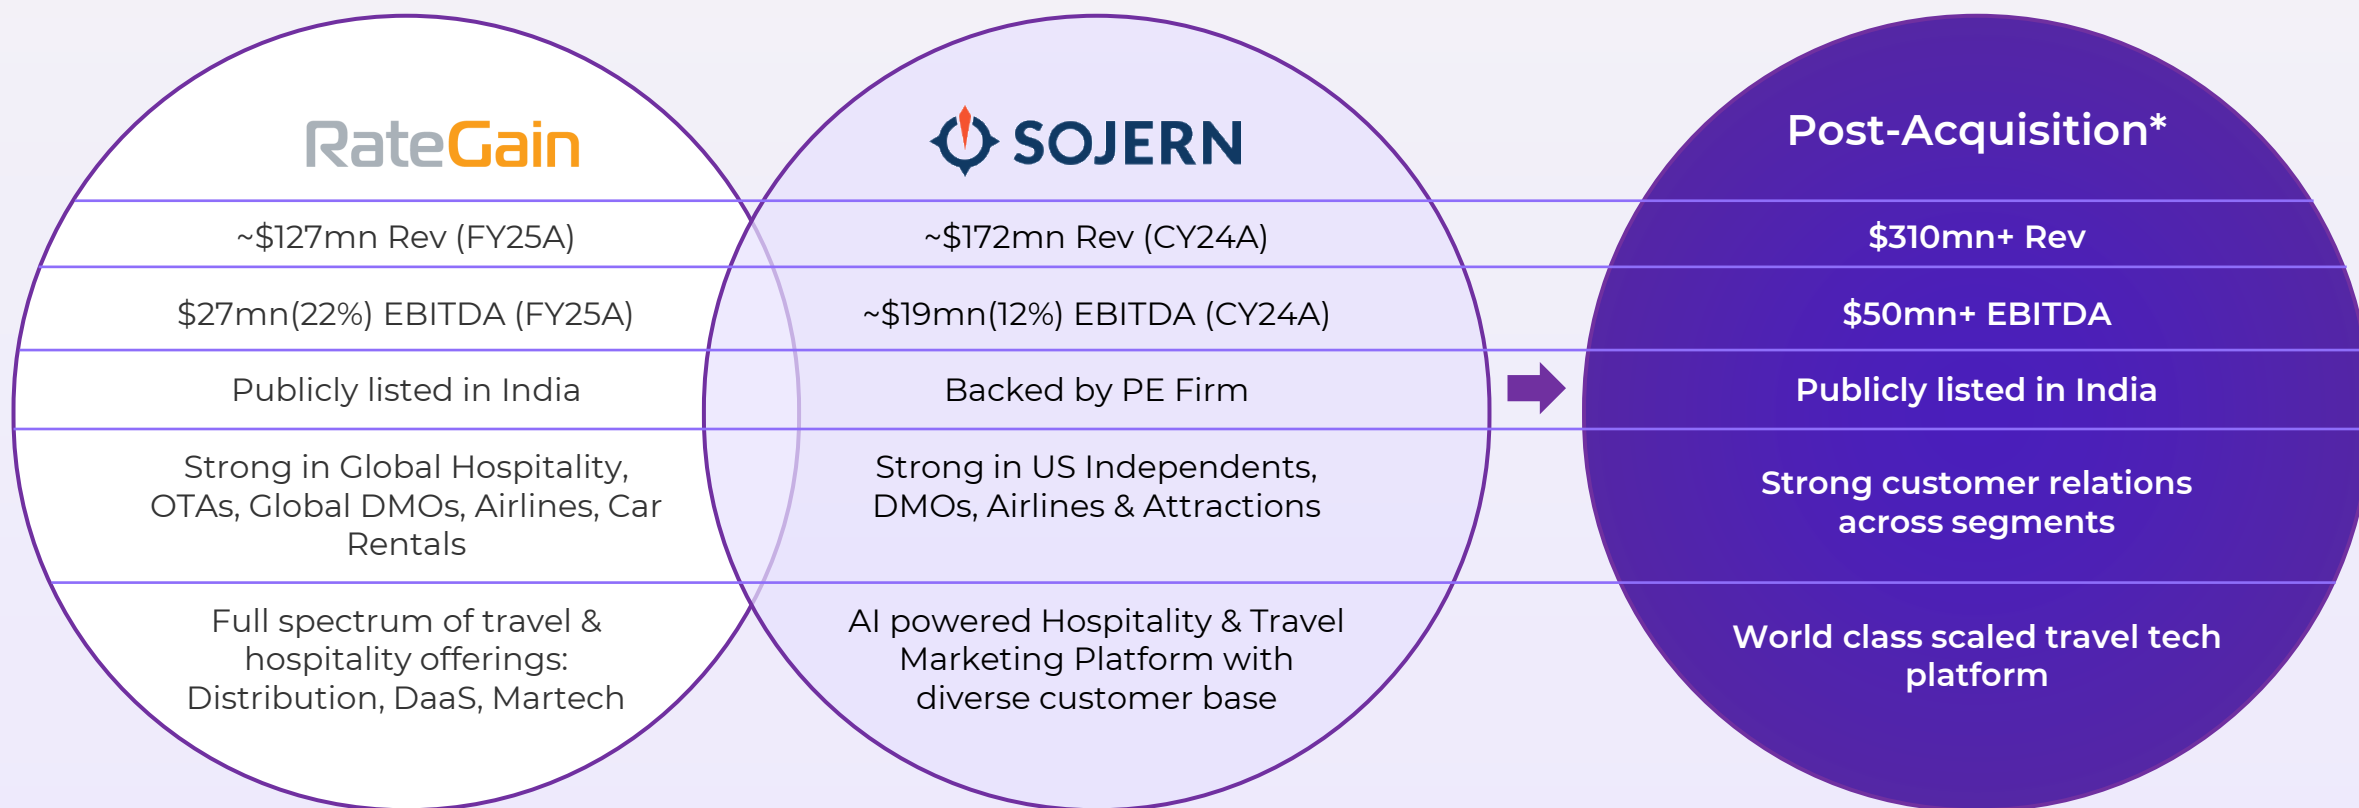 RateGain
~$127mn Rev (FY25A)
$27mn(22%) EBITDA (FY25A)
Publicly listed in India
Strong in Global Hospitality,
OTAs, Global DMOs, Airlines, Car
Rentals
Full spectrum of travel &
hospitality offerings:
Distribution, DaaS, Martech
SOJERN
~$172mn Rev (CY24A)
~$19mn(12%) EBITDA (CY24A)
Backed by PE Firm
Strong in US Independents,
DMOs, Airlines & Attractions
AI powered Hospitality & Travel
Marketing Platform with
diverse customer base
Post-Acquisition*
$310mn+ Rev
$50mn+ EBITDA
Publicly listed in India
Strong customer relations
across segments
World class scaled travel tech
platform